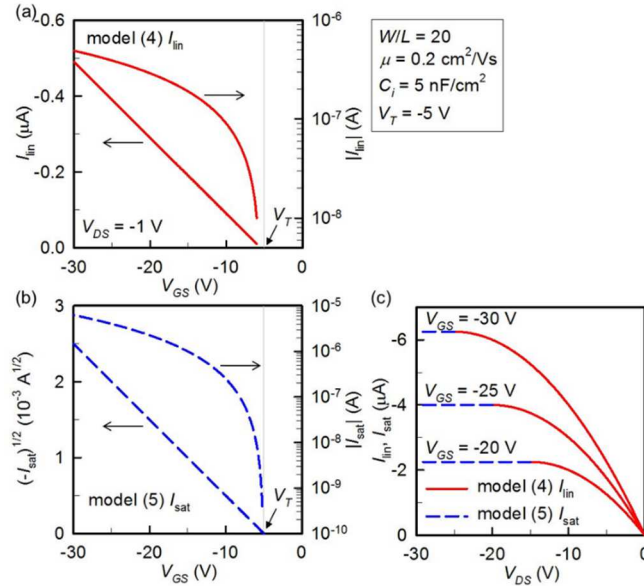 (a)
model (4) I_lin
V_DS = -1 V
V_T
I_lin (μA)
-0.6
-0.4
-0.2
0.0
|I_lin| (A)
10^-6
10^-7
10^-8
-30
-20
-10
0
V_GS (V)
W/L = 20
μ = 0.2 cm^2/Vs
C_i = 5 nF/cm^2
V_T = -5 V
(b)
model (5) I_sat
V_T
(-I_sat)^1/2 (10^-3 A^1/2)
3
2
1
0
|I_sat| (A)
10^-5
10^-6
10^-7
10^-8
10^-9
10^-10
-30
-20
-10
0
V_GS (V)
(c)
V_GS = -30 V
V_GS = -25 V
V_GS = -20 V
model (4) I_lin
model (5) I_sat
I_lin, I_sat (μA)
-6
-4
-2
-30
-20
-10
0
V_DS (V)